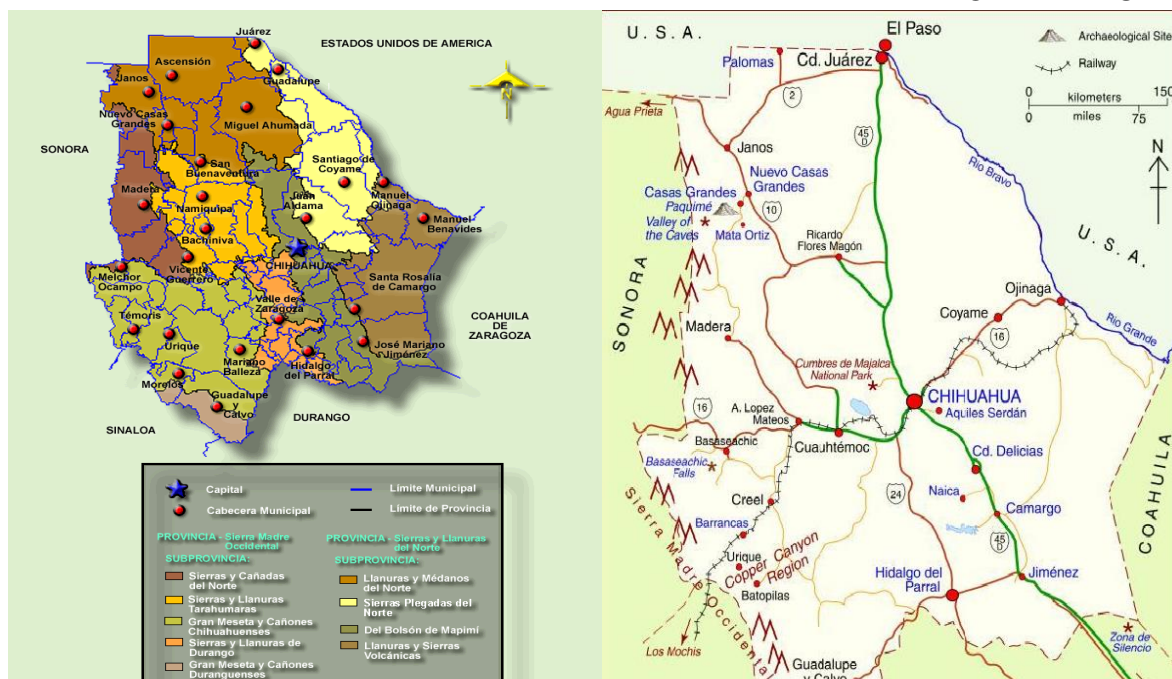 Juárez
ESTADOS UNIDOS DE AMERICA
Ascensión
Guadalupe
Janos
Nuevo Casas
Grandes
Miguel Ahumada
SONORA
San
Buenaventura
Santiago de
Coyame
Madera
Manuel
Ojinaga
Namiquipa
Juan
Aldama
Manuel
Benavides
Bachiniva
CHIHUAHUA
Vicente
Guerrero
Melchor
Ocampo
Santa Rosalía
de Camargo
Valle de
Zaragoza
Témoris
COAHUILA
DE
ZARAGOZA
Urique
José Mariano
Jiménez
Mariano
Balleza
Hidalgo
del Parral
Morelos
Guadalupe
y
Calvo
DURANGO
SINALOA
N
Capital
Límite Municipal
Cabecera Municipal
Límite de Provincia
PROVINCIA - Sierra Madre
Occidental
SUBPROVINCIA:
Sierras y Cañadas
del Norte
Sierras y Llanuras
Tarahumaras
Gran Meseta y Cañones
Chihuahuenses
Sierras y Llanuras de
Durango
Gran Meseta y Cañones
Duranguenses
PROVINCIA - Sierras y Llanuras
del Norte
SUBPROVINCIA:
Llanuras y Médanos
del Norte
Sierras Plegadas del
Norte
Del Bolsón de Mapimí
Llanuras y Sierras
Volcánicas
U. S. A.
El Paso
Archaeological Site
Palomas
Cd. Juárez
Railway
2
0 kilometers 150
0 miles 75
Agua Prieta
45
D
N
Janos
Rio Bravo
Nuevo Casas
Grandes
Casas Grandes
Paquimé
10
Valley of
the Caves
Mata Ortiz
Ricardo
Flores Magón
U. S. A.
SONORA
Ojinaga
Coyame
Rio Grande
16
Madera
Cumbres de Majalca
National Park
CHIHUAHUA
Aquiles Serdán
A. Lopez
Mateos
16
Cuauhtémoc
Basaseachic
Basaseachic
Falls
Cd. Delicias
COAHUILA
24
Naica
Creel
Camargo
Barrancas
45
D
Sierra Madre Occidental
Urique
Copper Canyon
Region
Batopilas
Hidalgo del
Parral
Jiménez
Los Mochis
Zona de
Silencio
Guadalupe
y Calvo